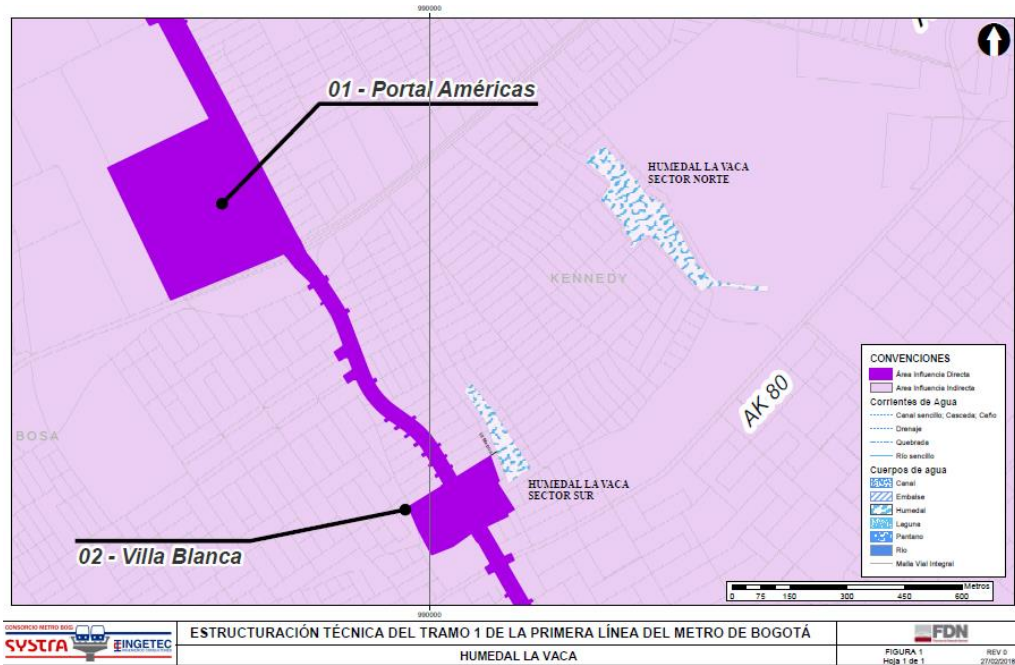 990000
01 - Portal Américas
HUMEDAL LA VACA
SECTOR NORTE
KENNEDY
AK 80
BOSA
HUMEDAL LA VACA
SECTOR SUR
02 - Villa Blanca
CONVENCIONES
Área Influencia Directa
Área Influencia Indirecta
Corrientes de Agua
Canal sencillo; Cascada; Caño
Drenaje
Quebrada
Río sencillo
Cuerpos de agua
Canal
Embalse
Humedal
Laguna
Pantano
Rio
Malla Vial Integral
Metros
0 75 150 300 450 600
990000
CONSORCIO METRO BOG
SYSTRA
INGETEC
ESTRUCTURACIÓN TÉCNICA DEL TRAMO 1 DE LA PRIMERA LÍNEA DEL METRO DE BOGOTÁ
HUMEDAL LA VACA
FDN
FIGURA 1
Hoja 1 de 1
REV 0
27/02/2018